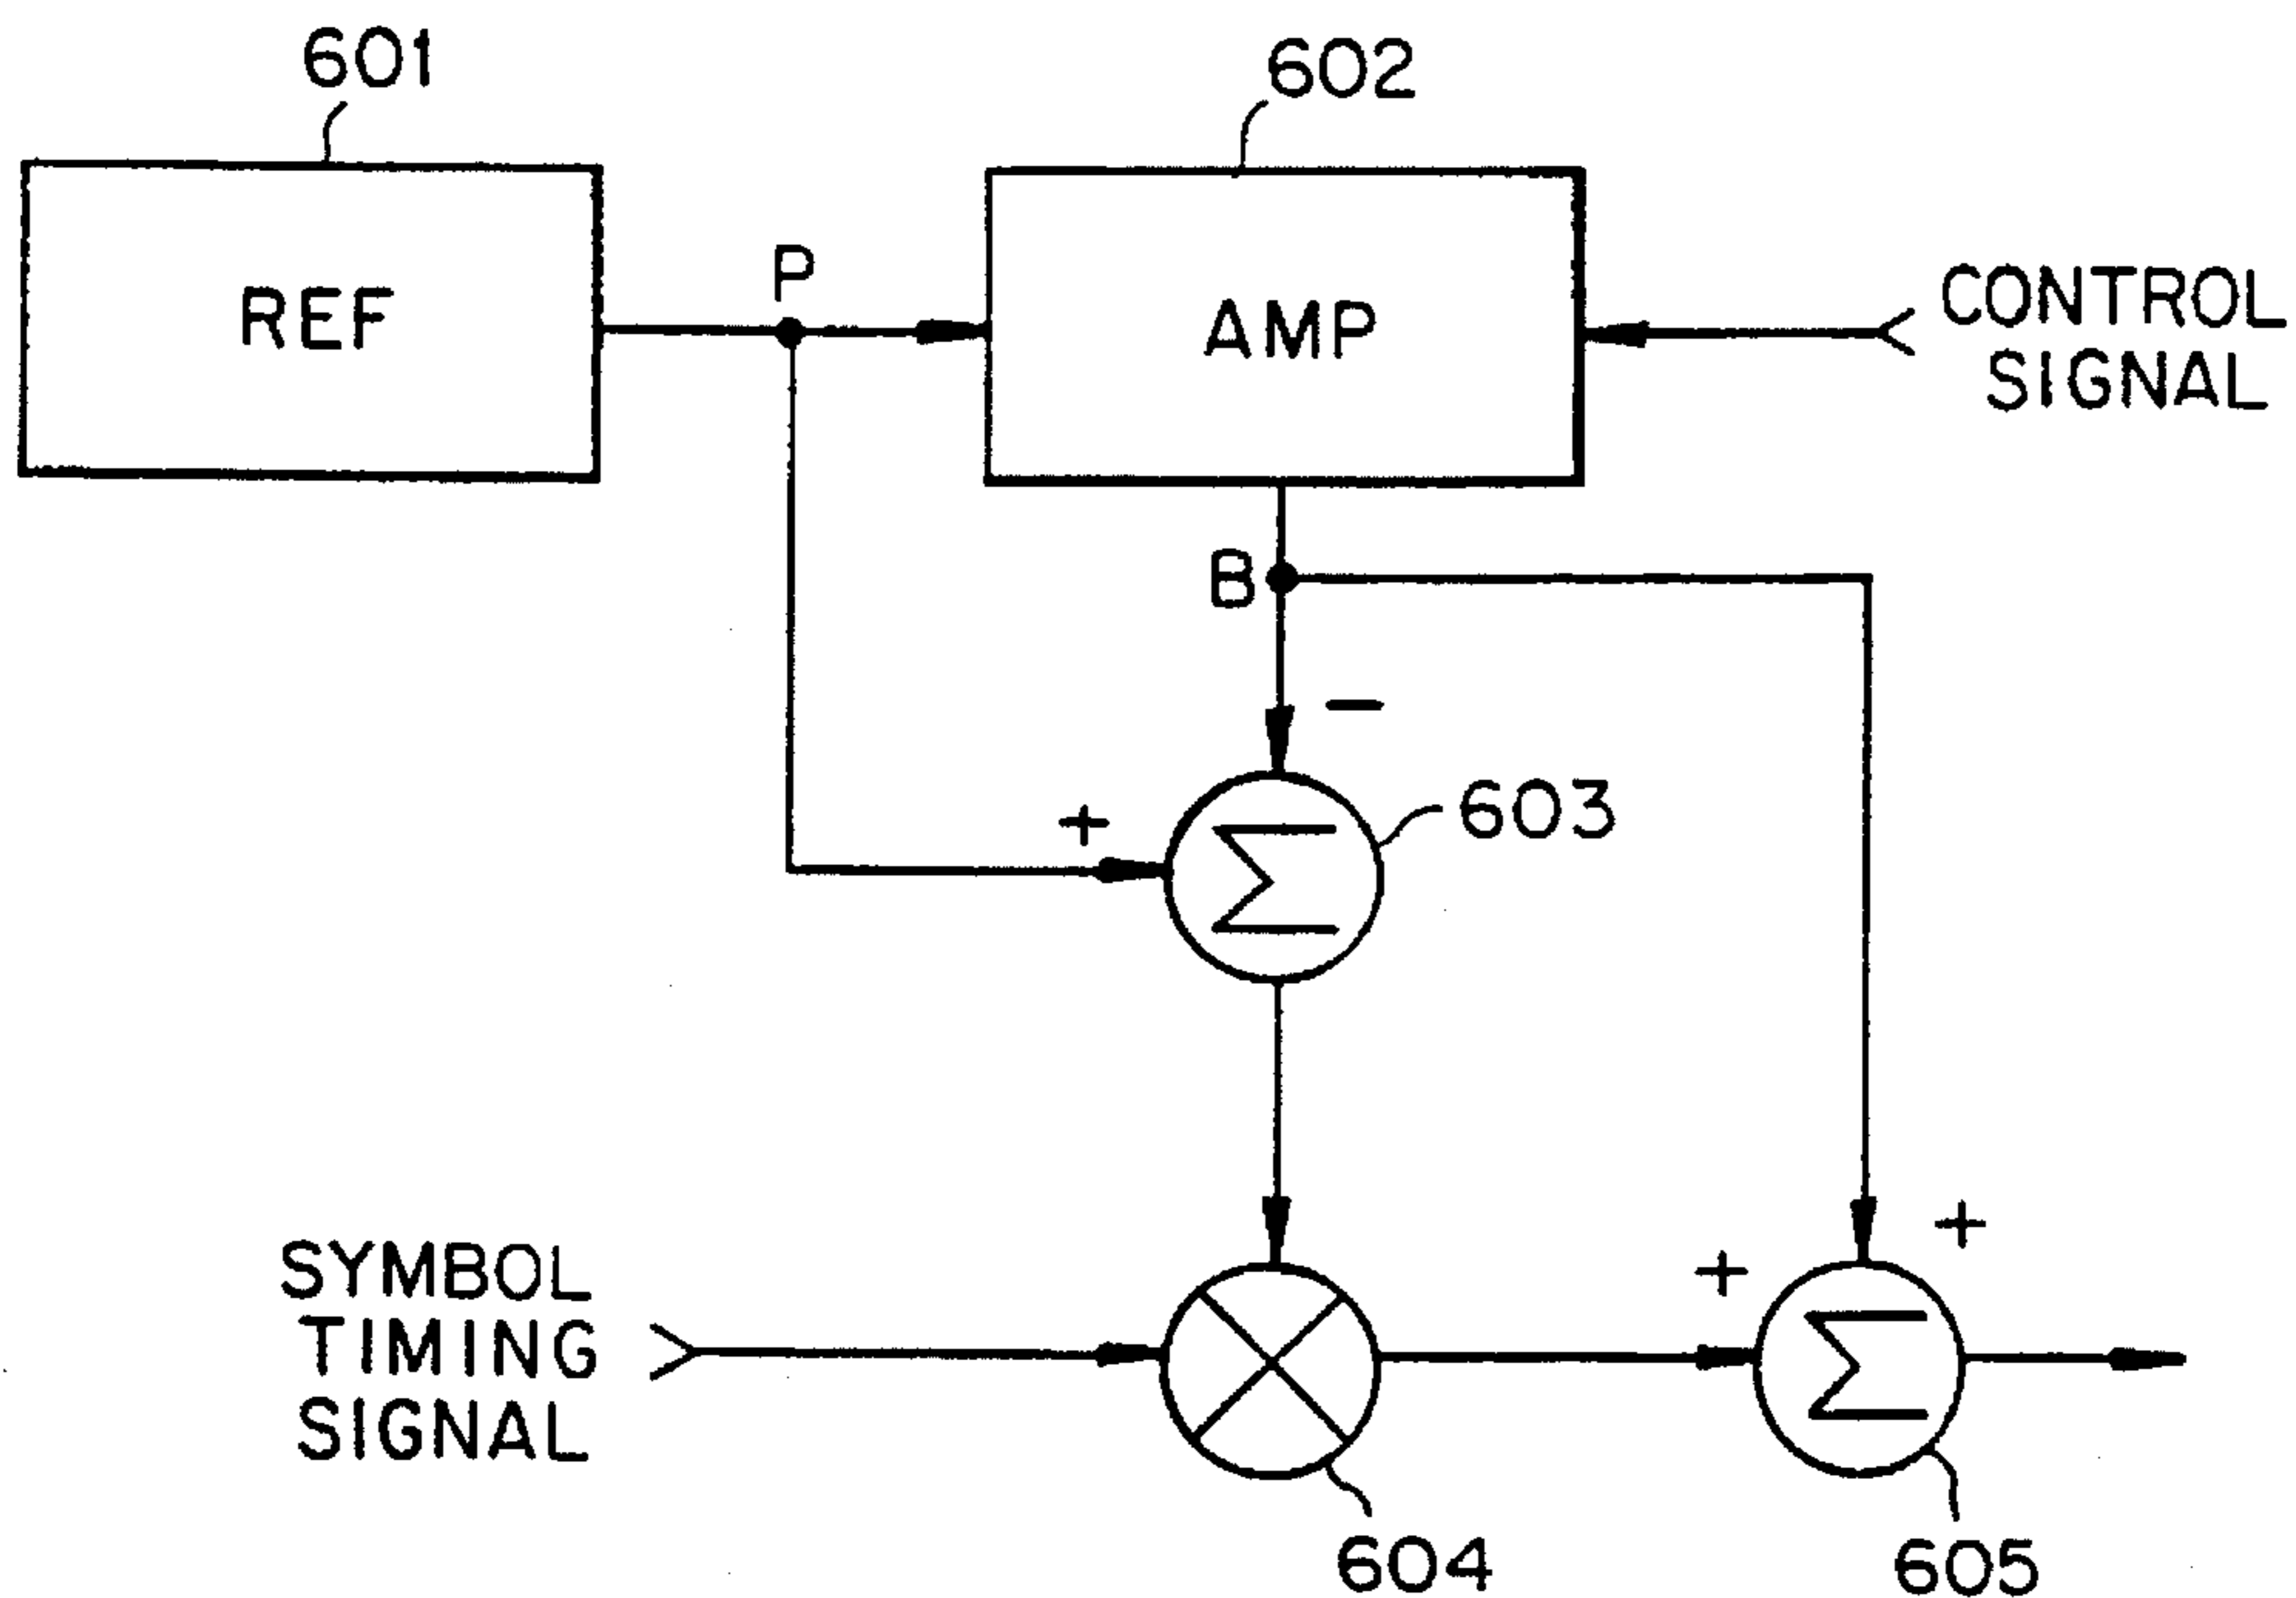 601
602
REF
P
AMP
CONTROL
SIGNAL
B
−
+
603
Σ
+
+
SYMBOL
TIMING
SIGNAL
Σ
604
605